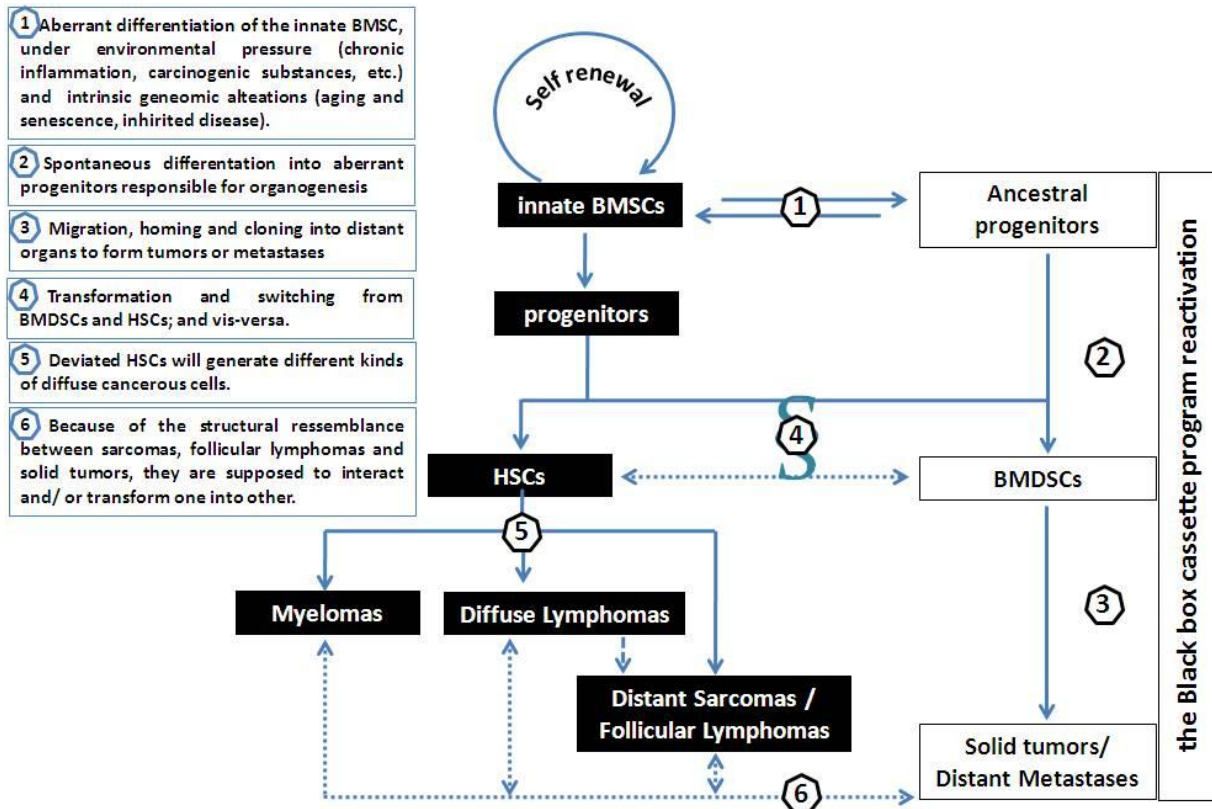 1 Aberrant differentiation of the innate BMSC,
under environmental pressure (chronic
inflammation, carcinogenic substances, etc.)
and intrinsic geneomic alteations (aging and
senescence, inhirited disease).
2 Spontaneous differentation into aberrant
progenitors responsible for organogenesis
3 Migration, homing and cloning into distant
organs to form tumors or metastases
4 Transformation and switching from
BMDSCs and HSCs; and vis-versa.
5 Deviated HSCs will generate different kinds
of diffuse cancerous cells.
6 Because of the structural ressemblance
between sarcomas, follicular lymphomas and
solid tumors, they are supposed to interact
and/ or transform one into other.
Self renewal
innate BMSCs
1
Ancestral
progenitors
progenitors
2
§
4
HSCs
BMDSCs
5
3
Myelomas
Diffuse Lymphomas
Distant Sarcomas /
Follicular Lymphomas
Solid tumors/
Distant Metastases
6
the Black box cassette program reactivation